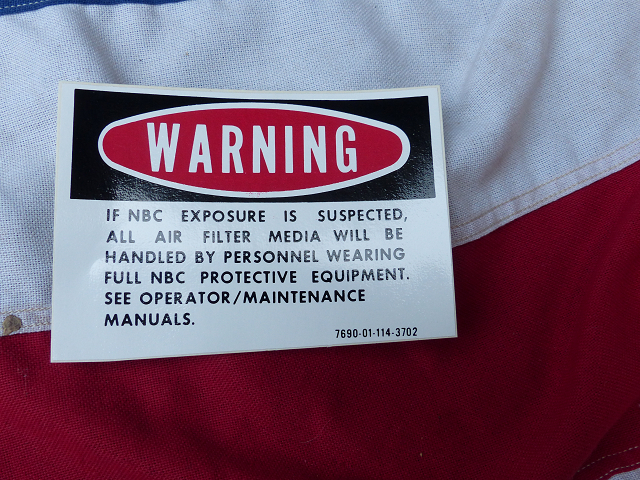 WARNING
IF NBC EXPOSURE IS SUSPECTED,
ALL AIR FILTER MEDIA WILL BE
HANDLED BY PERSONNEL WEARING
FULL NBC PROTECTIVE EQUIPMENT.
SEE OPERATOR/MAINTENANCE
MANUALS.
7690-01-114-3702